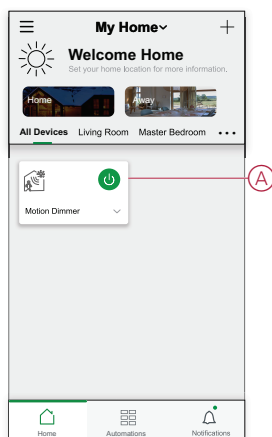 My Home
Welcome Home
Set your home location for more information.
Home
Away
All Devices Living Room Master Bedroom
A
Motion Dimmer
Home Automations Notifications